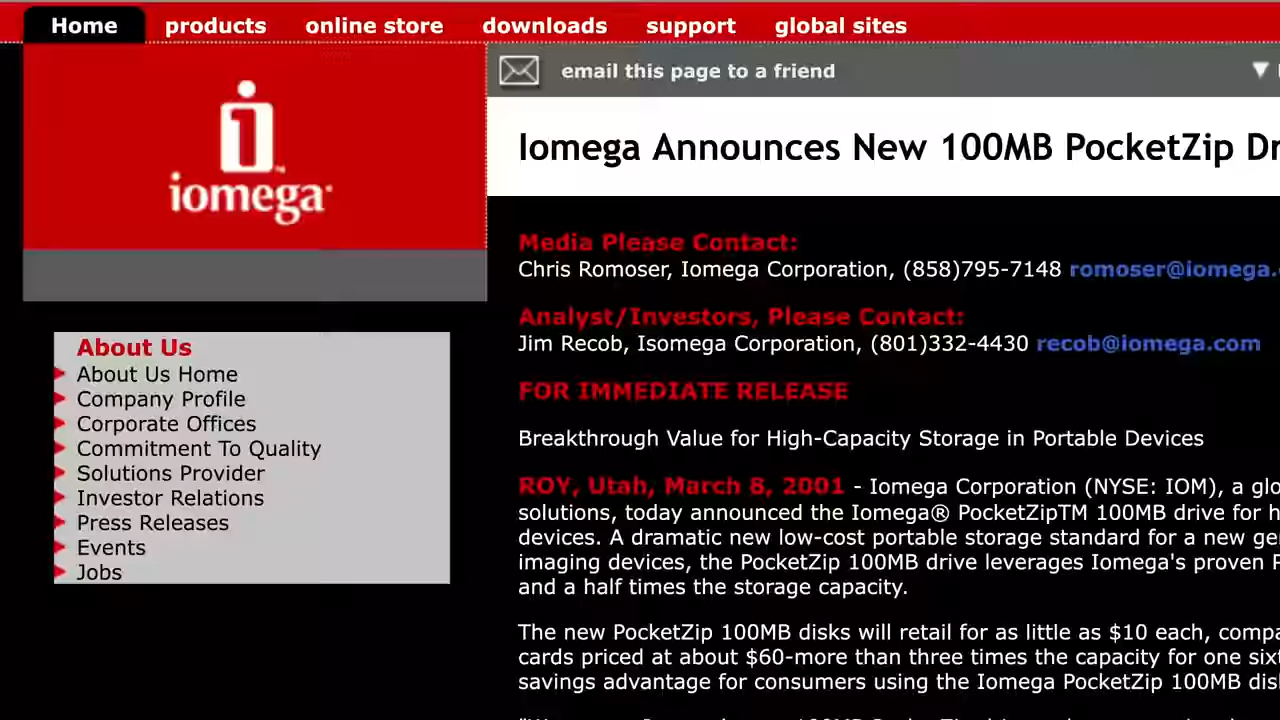 Home products online store downloads support global sites
email this page to a friend
iomega
Iomega Announces New 100MB PocketZip
Media Please Contact:
Chris Romoser, Iomega Corporation, (858)795-7148 romoser@iomega.
Analyst/Investors, Please Contact:
Jim Recob, Isomega Corporation, (801)332-4430 recob@iomega.com
FOR IMMEDIATE RELEASE
Breakthrough Value for High-Capacity Storage in Portable Devices
ROY, Utah, March 8, 2001 - Iomega Corporation (NYSE: IOM), a
solutions, today announced the Iomega® PocketZipTM 100MB drive for
devices. A dramatic new low-cost portable storage standard for a new
imaging devices, the PocketZip 100MB drive leverages Iomega's proven
and a half times the storage capacity.
The new PocketZip 100MB disks will retail for as little as $10 each,
cards priced at about $60-more than three times the capacity for one
savings advantage for consumers using the Iomega PocketZip 100MB
About Us
About Us Home
Company Profile
Corporate Offices
Commitment To Quality
Solutions Provider
Investor Relations
Press Releases
Events
Jobs